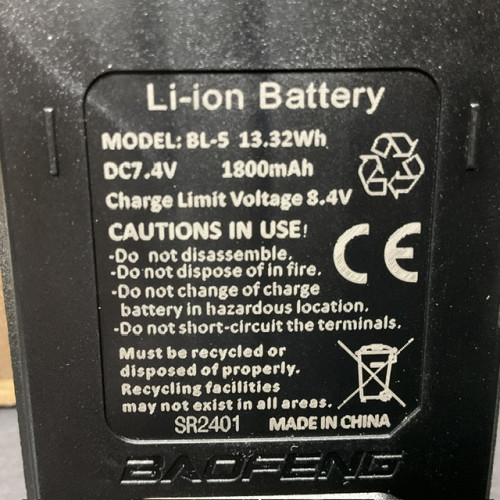 Li-ion Battery
MODEL: BL-5 13.32Wh
DC7.4V 1800mAh
Charge Limit Voltage 8.4V
CAUTIONS IN USE!
-Do not disassemble.
-Do not dispose of in fire.
-Do not change of charge
battery in hazardous location.
-Do not short-circuit the terminals.
CE
Must be recycled or
disposed of properly.
Recycling facilities
may not exist in all areas.
SR2401 MADE IN CHINA
BAOFENG